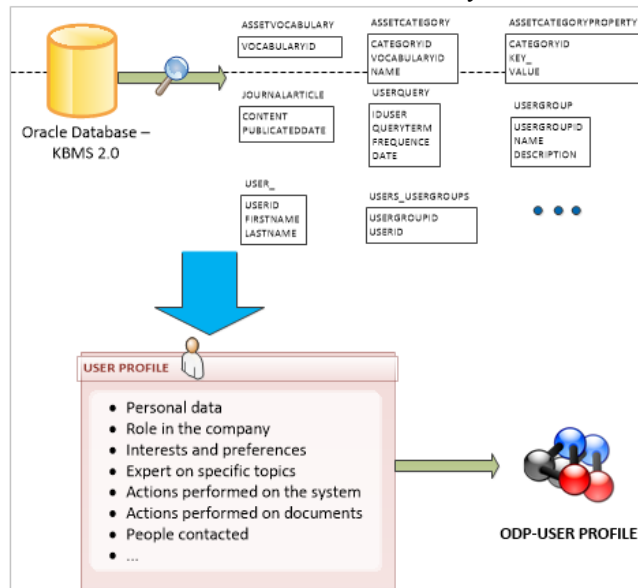 ASSETVOCABULARY
VOCABULARYID
ASSETCATEGORY
CATEGORYID
VOCABULARYID
NAME
ASSETCATEGORYPROPERTY
CATEGORYID
KEY_
VALUE
Oracle Database –
KBMS 2.0
JOURNALARTICLE
CONTENT
PUBLICATEDDATE
USERQUERY
IDUSER
QUERYTERM
FREQUENCE
DATE
USERGROUP
USERGROUPID
NAME
DESCRIPTION
USER_
USERID
FIRSTNAME
LASTNAME
USERS_USERGROUPS
USERGROUPID
USERID
USER PROFILE
• Personal data
• Role in the company
• Interests and preferences
• Expert on specific topics
• Actions performed on the system
• Actions performed on documents
• People contacted
• ...
ODP-USER PROFILE